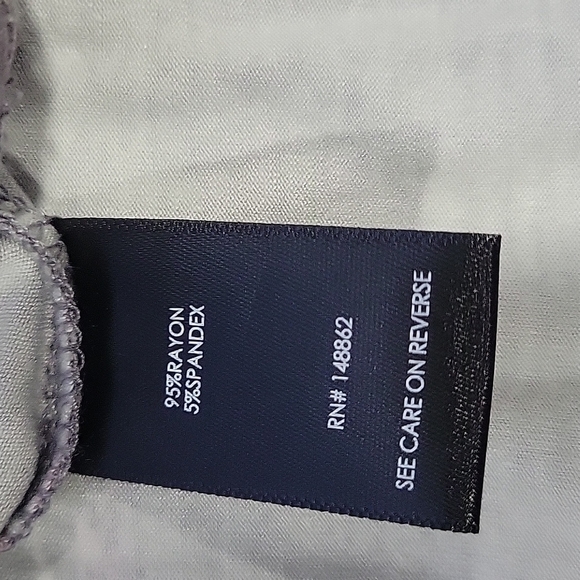 95%RAYON
5%SPANDEX
RN# 148862
SEE CARE ON REVERSE